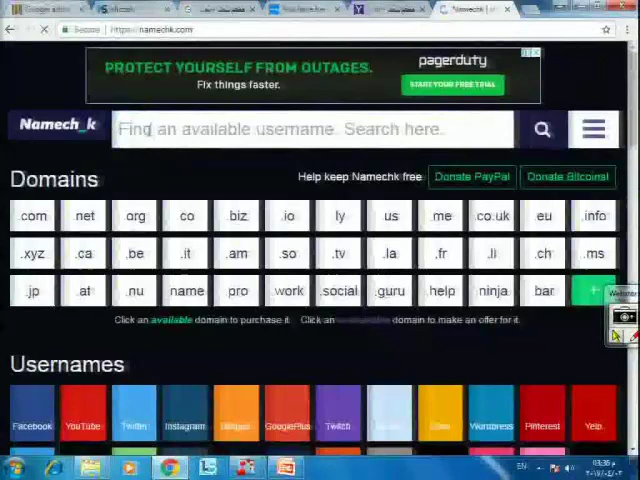 Secure https://namechk.com
PROTECT YOURSELF FROM OUTAGES.
Fix things faster.
pagerduty
START YOUR FREE TRIAL
Namech_k
Find an available username. Search here.
Domains
Help keep Namechk free
Donate PayPal
Donate Bitcoins!
.com .net .org .co .biz .io .ly .us .me .co.uk .eu .info
.xyz .ca .be .it .am .so .tv .la .fr .li .ch .ms
.jp .at .nu name pro .work .social .guru help ninja bar +
Click an available domain to purchase it. Click an domain to make an offer for it.
Usernames
Facebook YouTube Twitter Instagram Blogger GooglePlus Twitch Wordpress Pinterest Yelp
EN